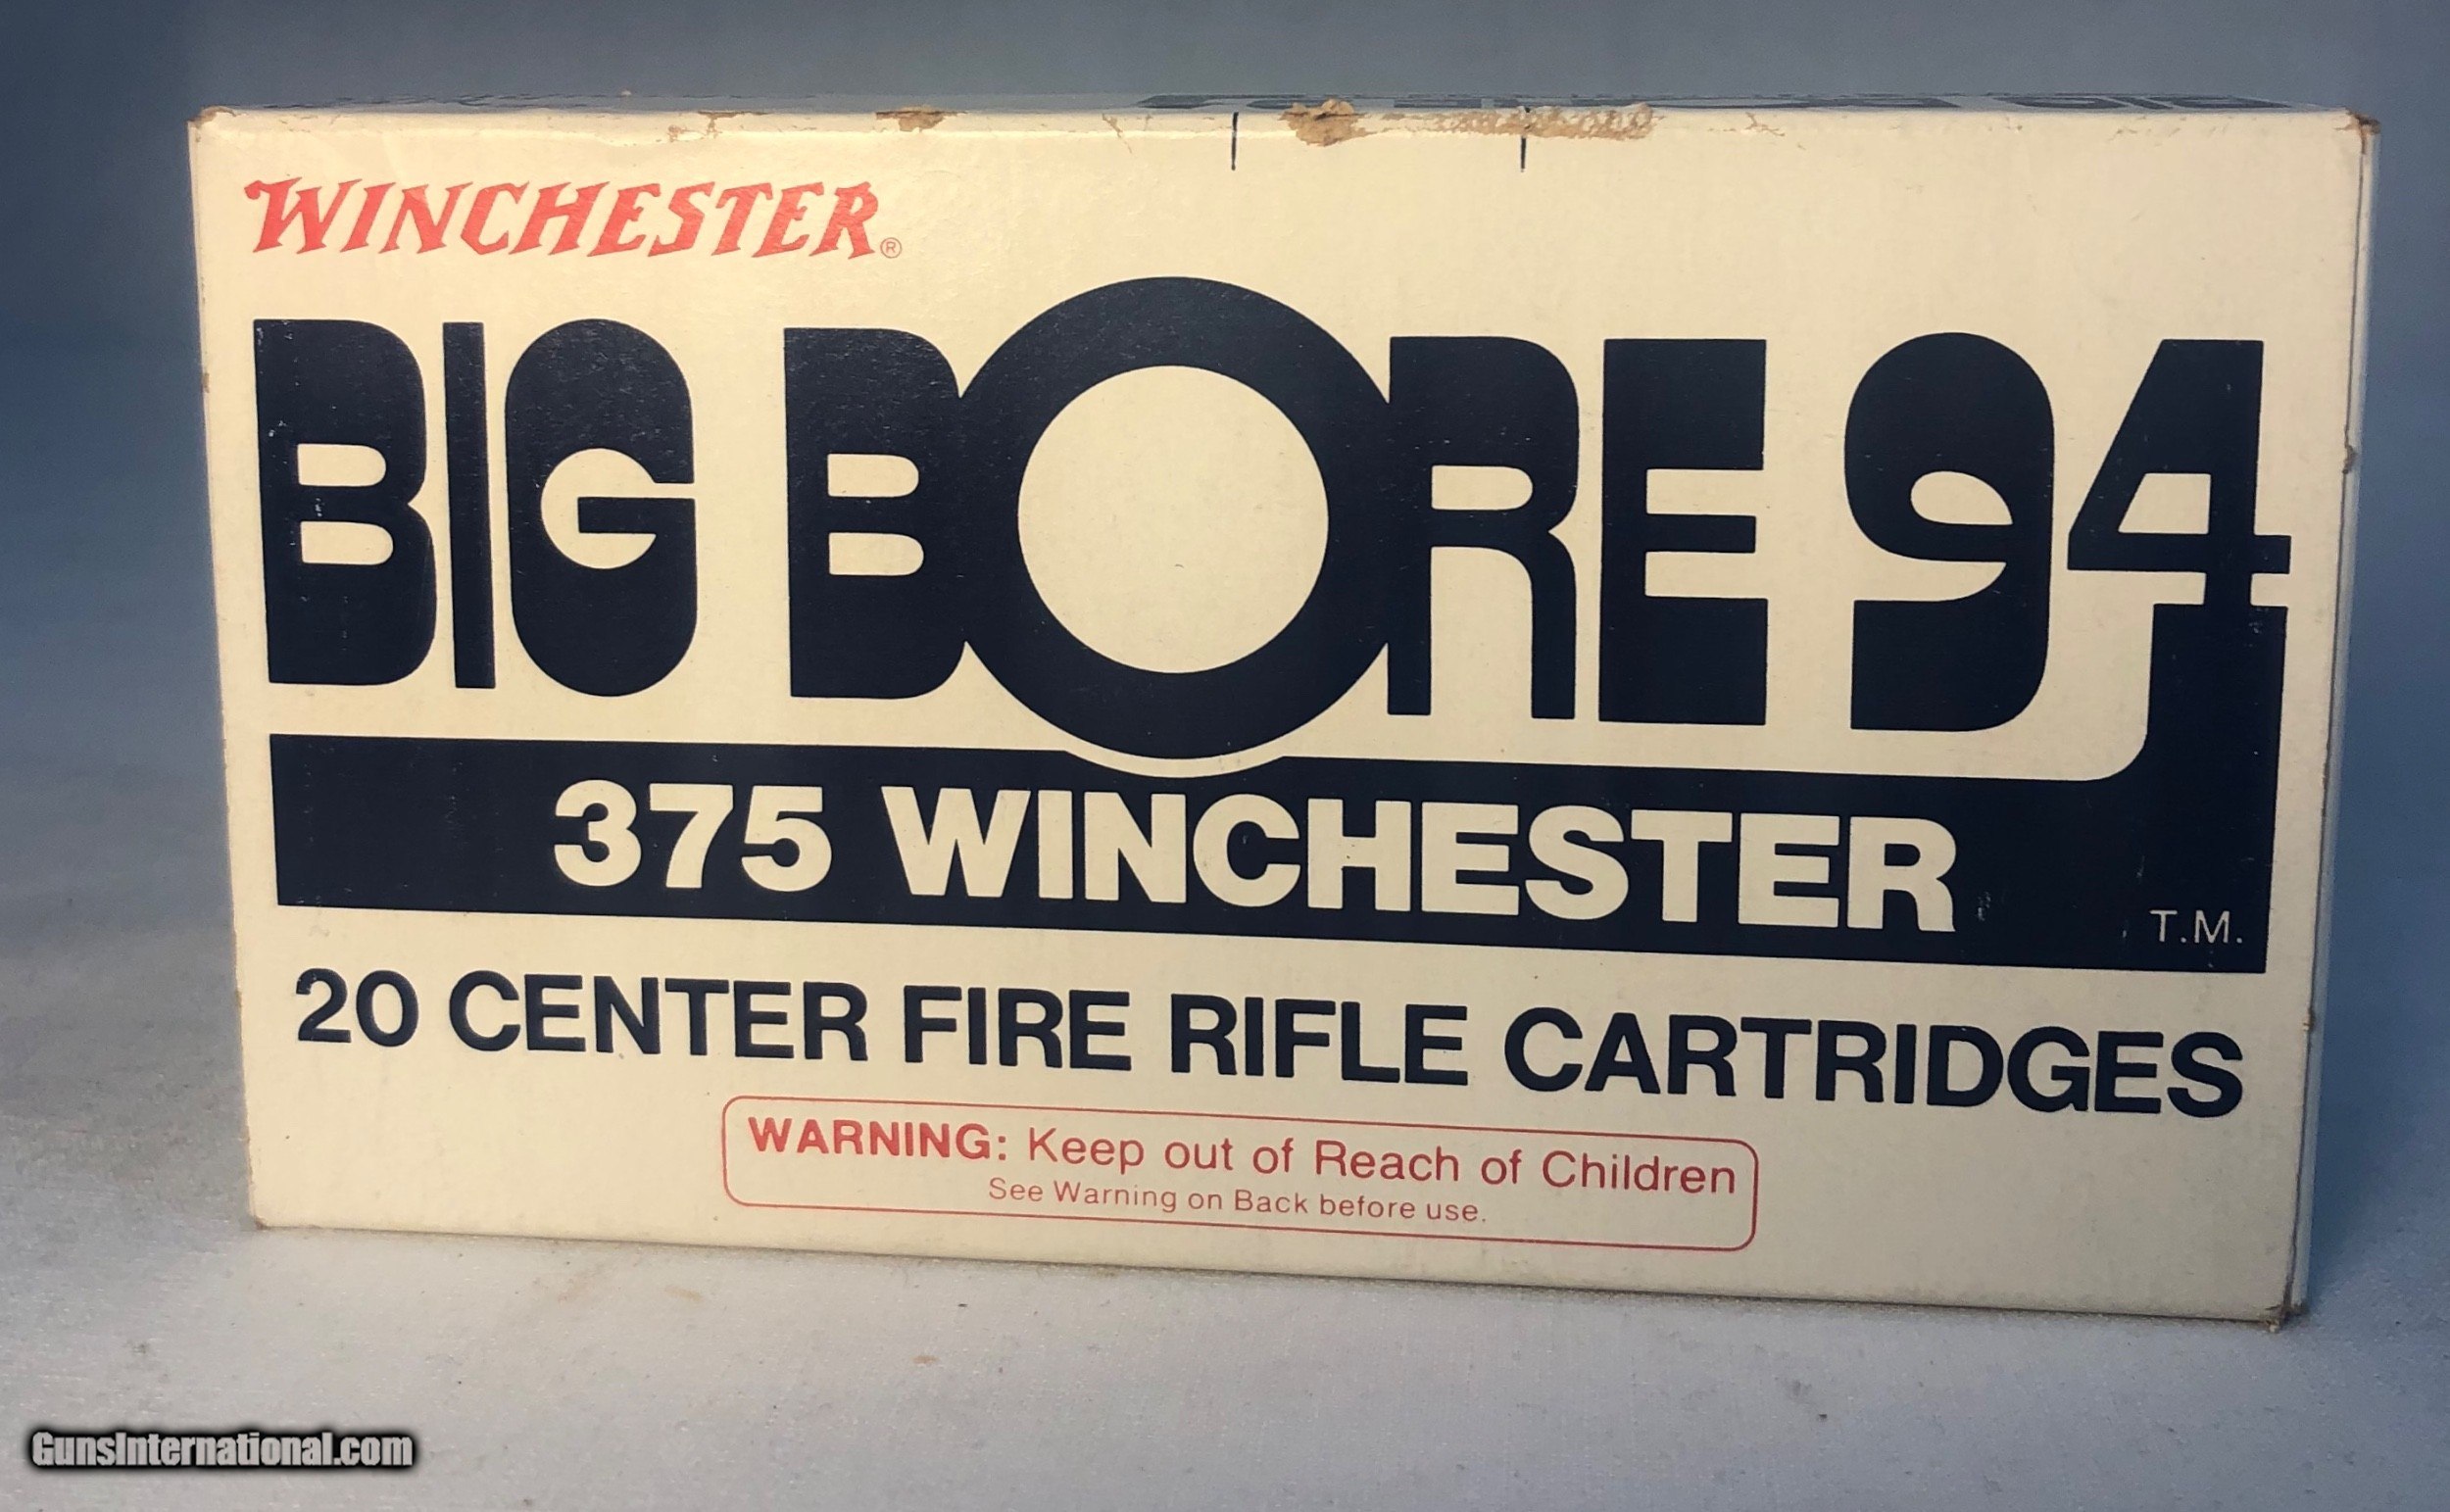 WINCHESTER®
BIG BORE 94
375 WINCHESTER
T.M.
20 CENTER FIRE RIFLE CARTRIDGES
WARNING: Keep out of Reach of Children
See Warning on Back before use.
GunsInternational.com